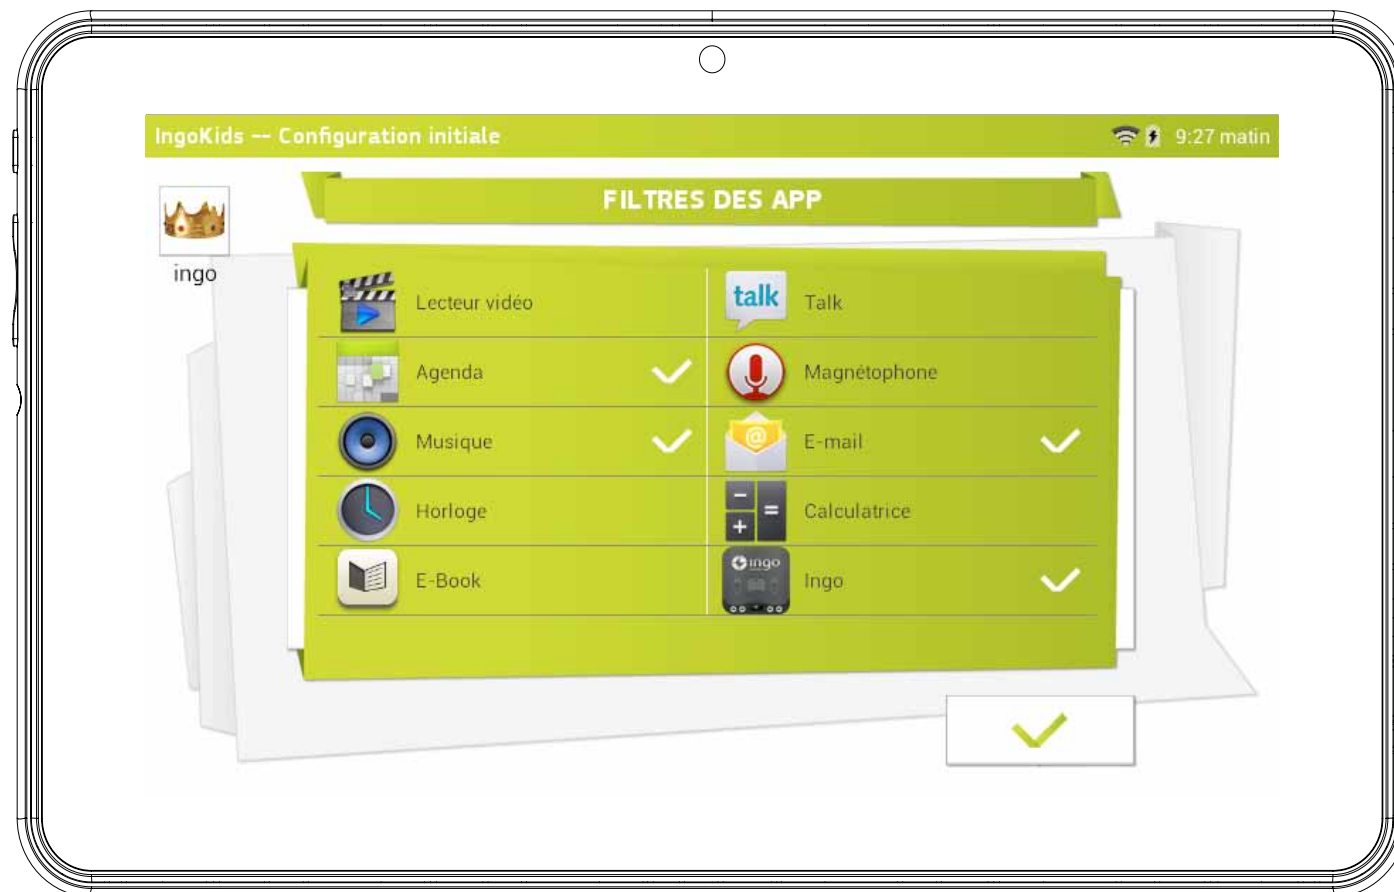 IngoKids -- Configuration initiale
9:27 matin
FILTRES DES APP
ingo
Lecteur vidéo
talk
Talk
Agenda
Magnétophone
Musique
@
E-mail
Horloge
- + =
Calculatrice
E-Book
ingo
Ingo